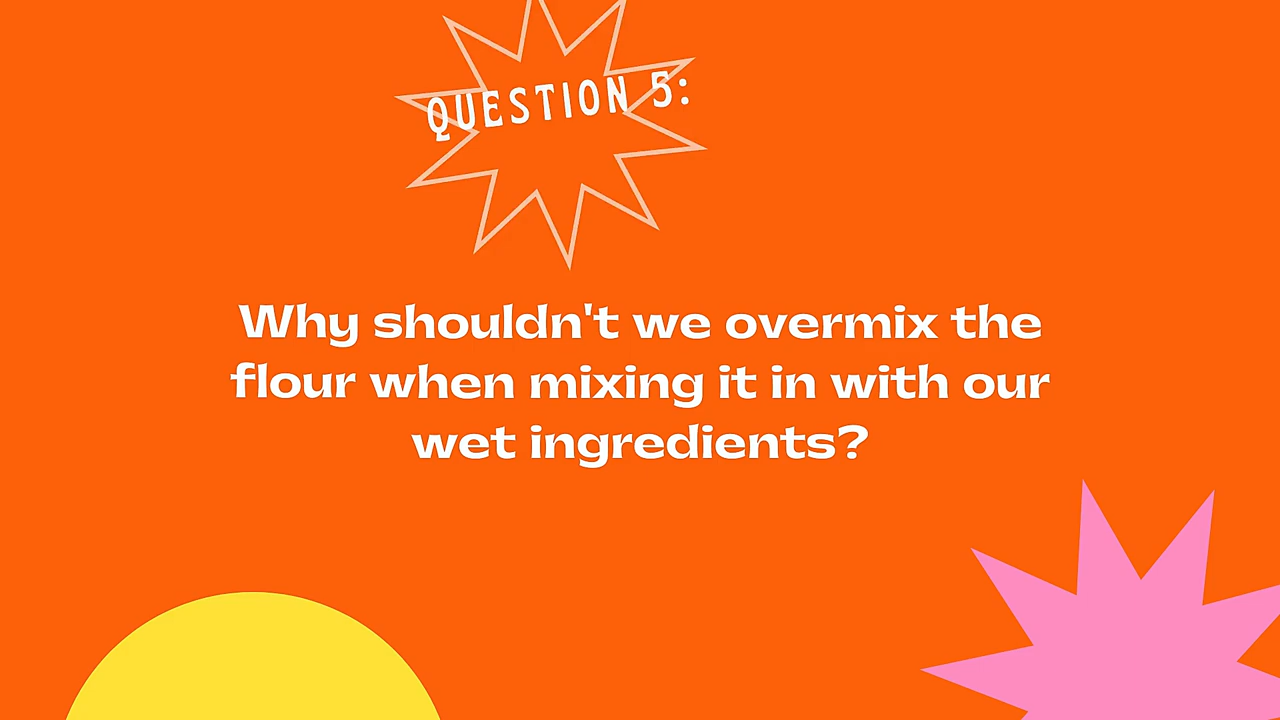 QUESTION 5:
Why shouldn't we overmix the
flour when mixing it in with our
wet ingredients?